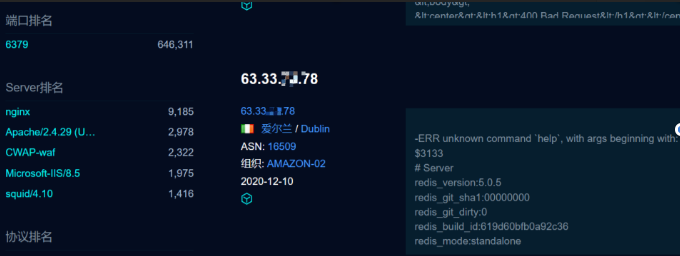 端口排名
6379 646,311
Server排名
nginx 9,185
Apache/2.4.29 (U… 2,978
CWAP-waf 2,322
Microsoft-IIS/8.5 1,975
squid/4.10 1,416
协议排名
63.33. .78
63.33. .78
爱尔兰 / Dublin
ASN: 16509
组织: AMAZON-02
2020-12-10
&lt;center&gt;&lt;h1&gt;400 Bad Request&lt;/h1&gt;&lt;/cen
-ERR unknown command `help`, with args beginning with:
$3133
# Server
redis_version:5.0.5
redis_git_sha1:00000000
redis_git_dirty:0
redis_build_id:619d60bfb0a92c36
redis_mode:standalone